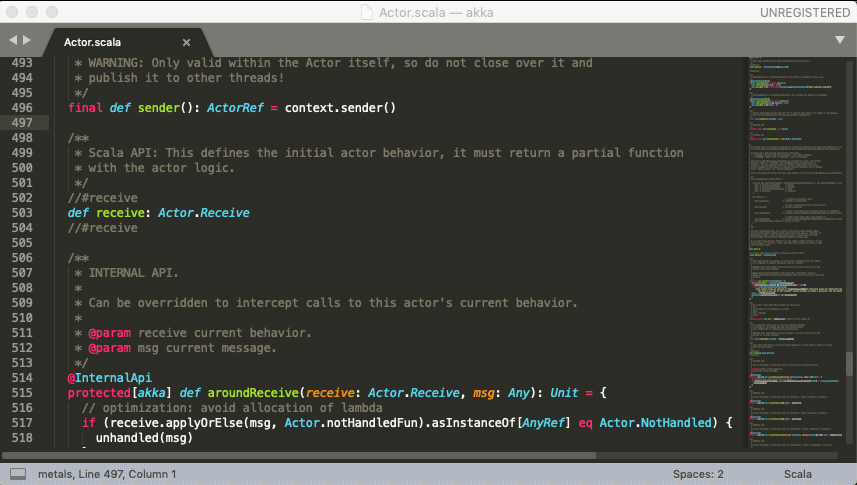 Actor.scala — akka
UNREGISTERED
Actor.scala
493 * WARNING: Only valid within the Actor itself, so do not close over it and
494 * publish it to other threads!
495 */
496 final def sender(): ActorRef = context.sender()
497
498 /**
499 * Scala API: This defines the initial actor behavior, it must return a partial function
500 * with the actor logic.
501 */
502 //#receive
503 def receive: Actor.Receive
504 //#receive
505
506 /**
507 * INTERNAL API.
508 *
509 * Can be overridden to intercept calls to this actor's current behavior.
510 *
511 * @param receive current behavior.
512 * @param msg current message.
513 */
514 @InternalApi
515 protected[akka] def aroundReceive(receive: Actor.Receive, msg: Any): Unit = {
516 // optimization: avoid allocation of lambda
517 if (receive.applyOrElse(msg, Actor.notHandledFun).asInstanceOf[AnyRef] eq Actor.NotHandled) {
518 unhandled(msg)
metals, Line 497, Column 1
Spaces: 2
Scala